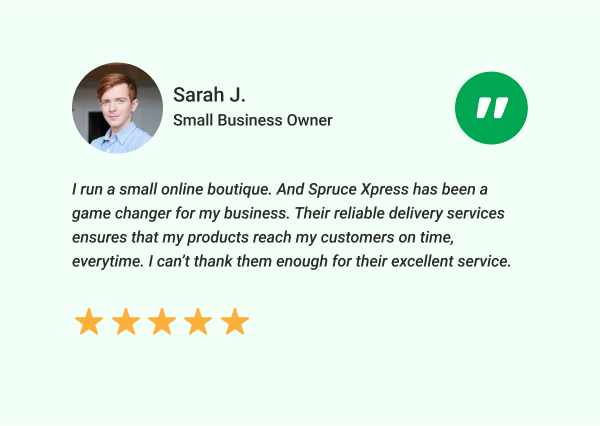 Sarah J.
Small Business Owner
I run a small online boutique. And Spruce Xpress has been a
game changer for my business. Their reliable delivery services
ensures that my products reach my customers on time,
everytime. I can’t thank them enough for their excellent service.